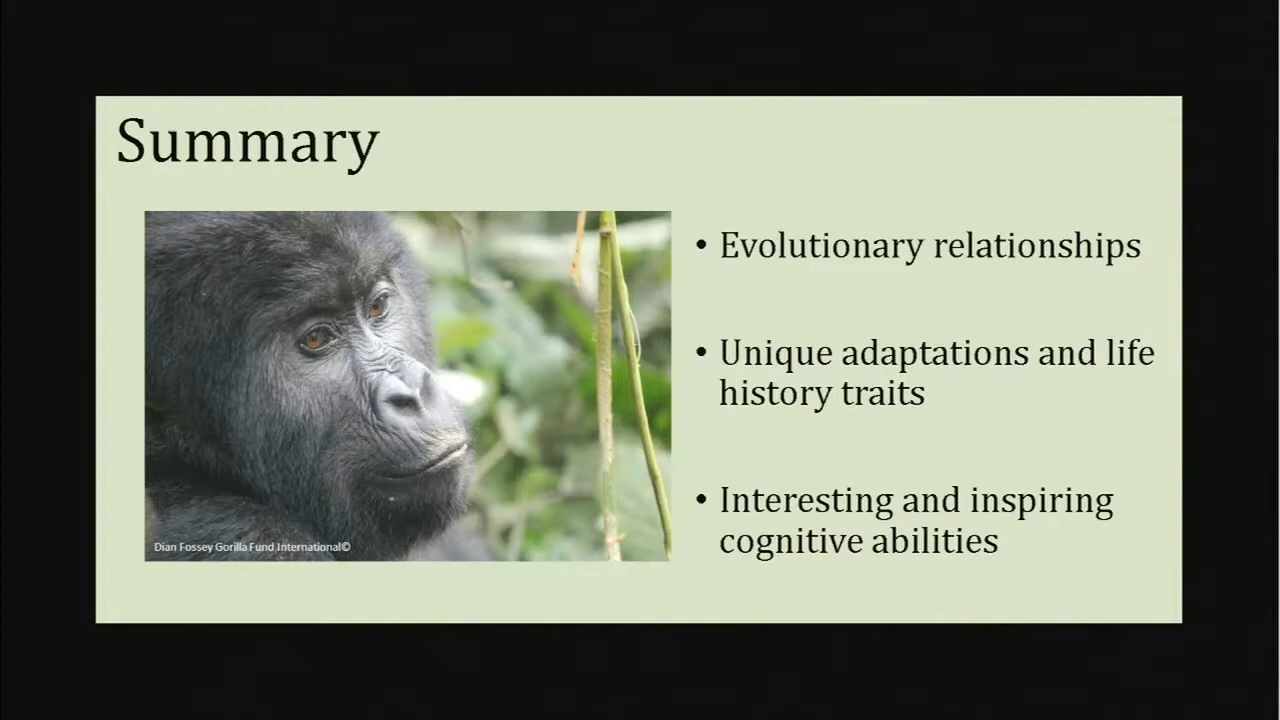 Summary
• Evolutionary relationships
• Unique adaptations and life
history traits
• Interesting and inspiring
cognitive abilities
Dian Fossey Gorilla Fund International©